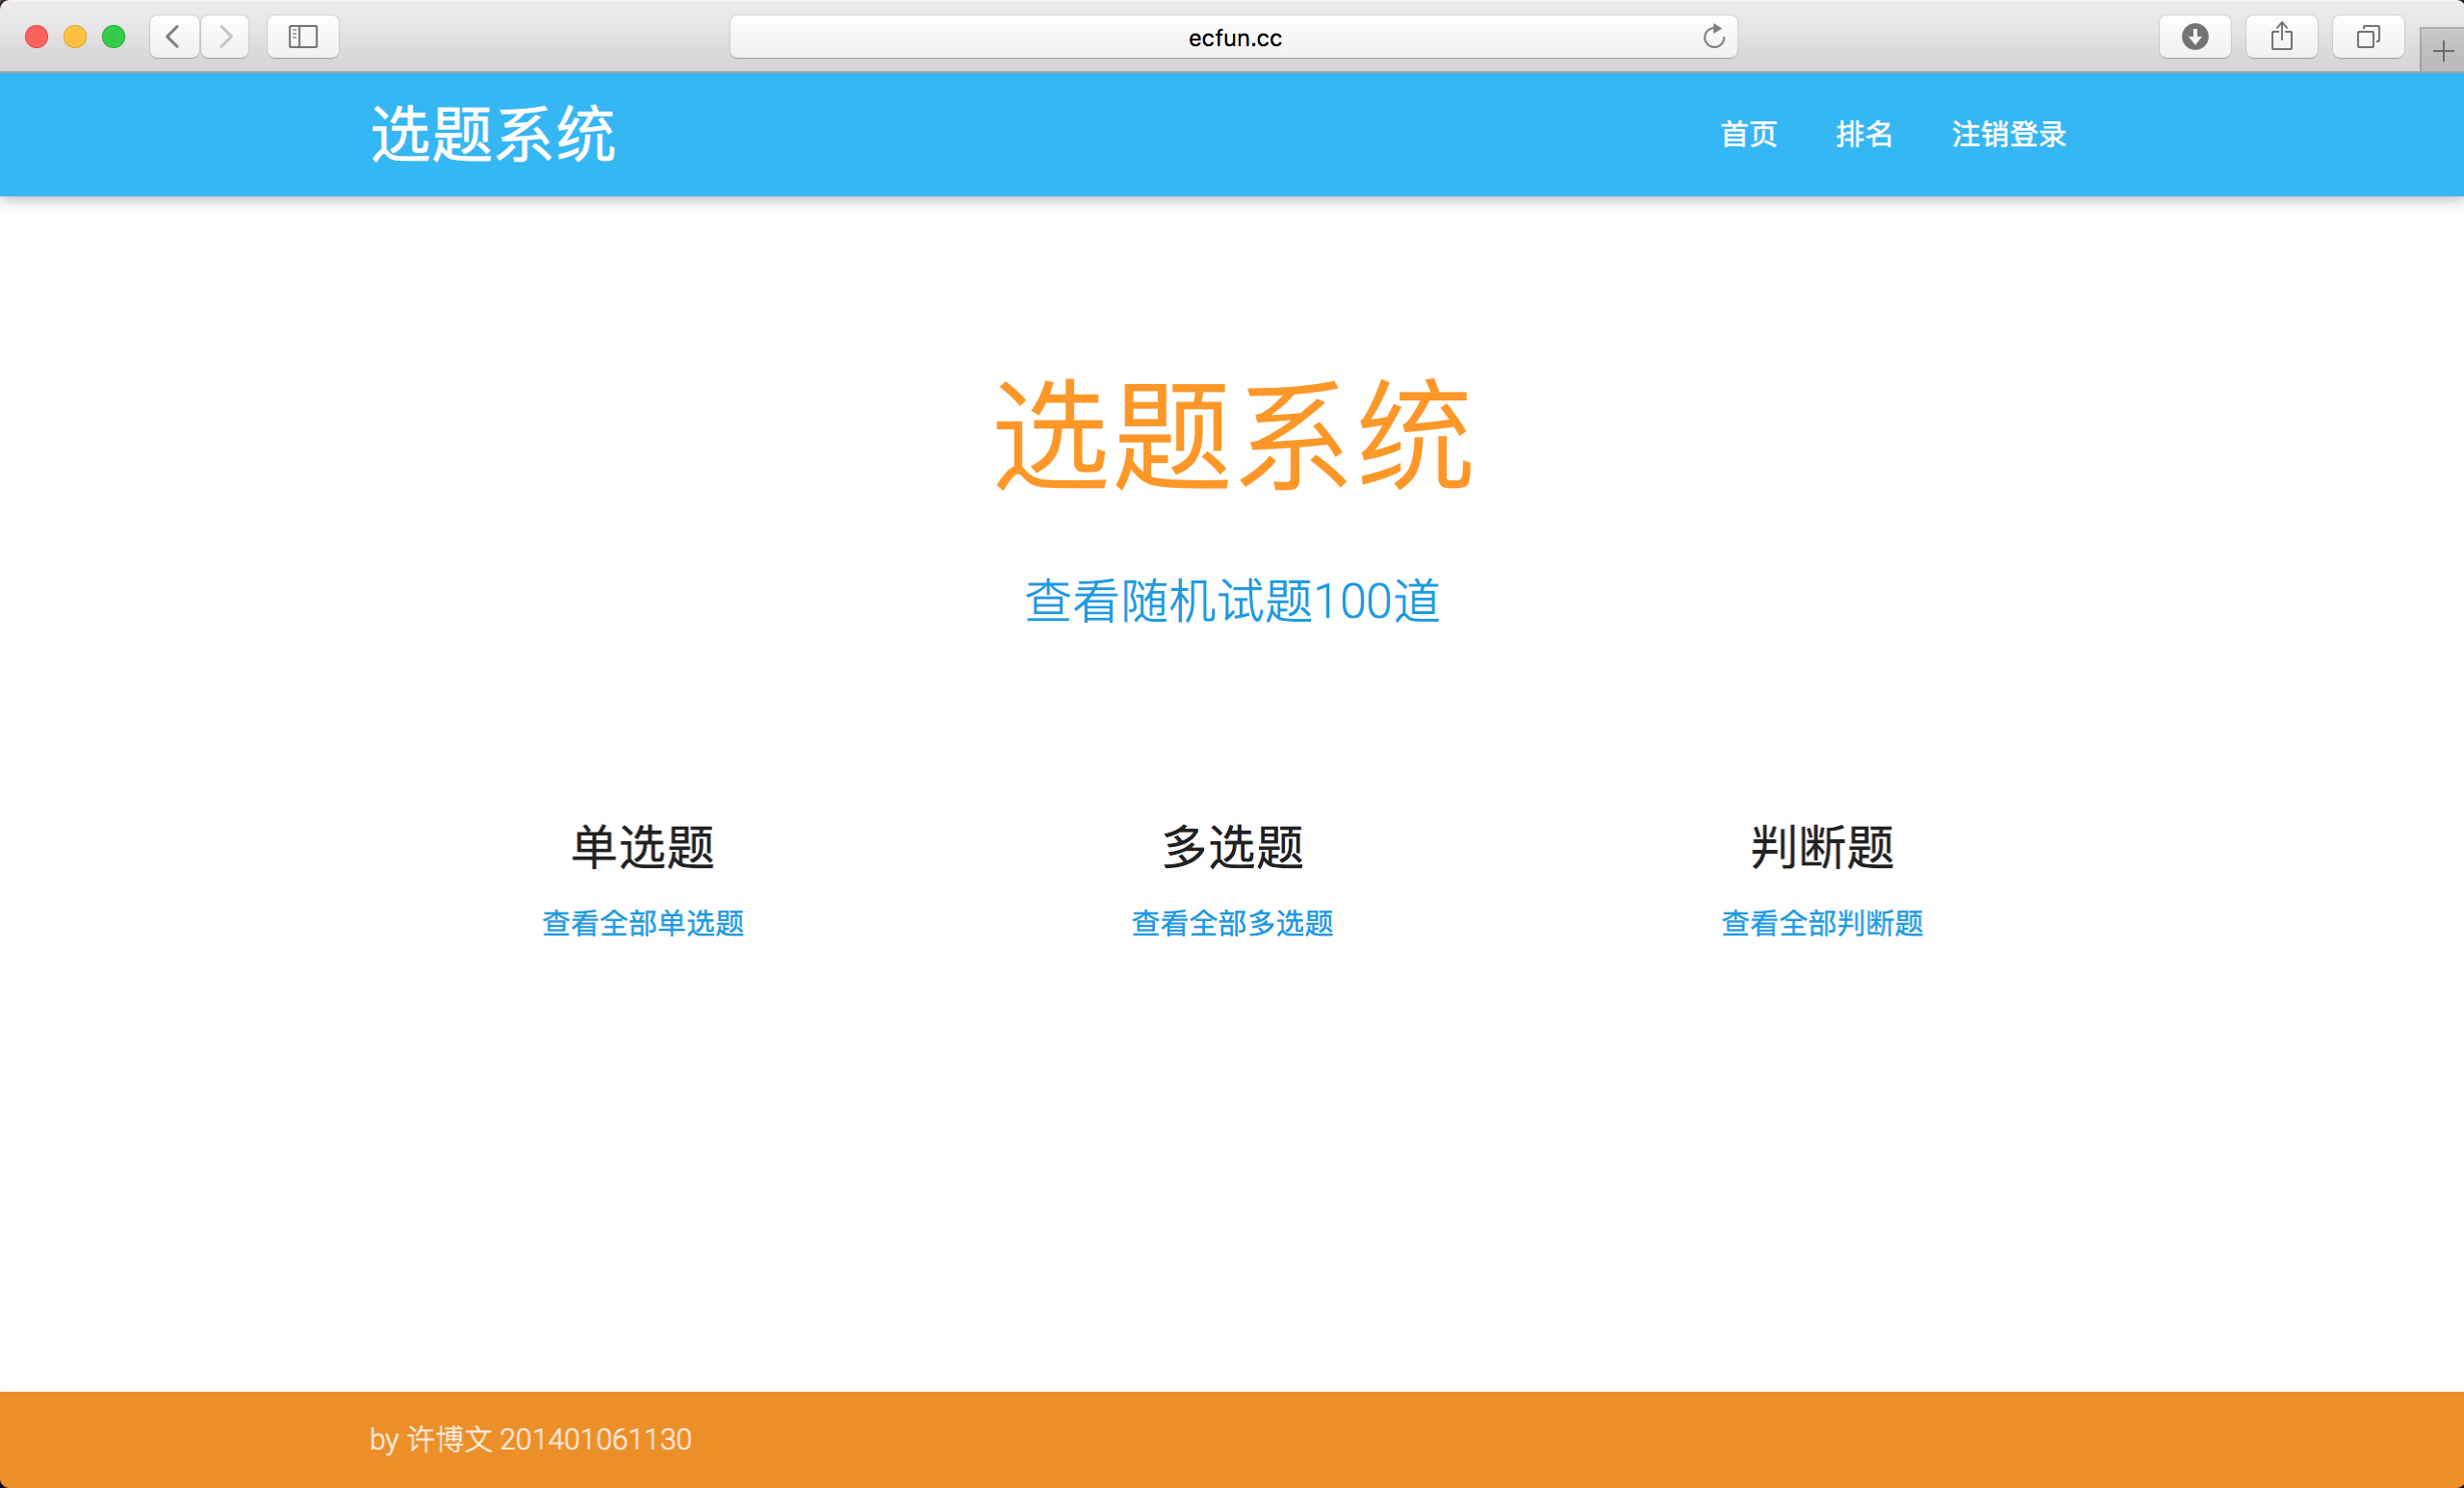 ecfun.cc
选题系统
首页 排名 注销登录
选题系统
查看随机试题100道
单选题 多选题 判断题
查看全部单选题 查看全部多选题 查看全部判断题
by 许博文 201401061130